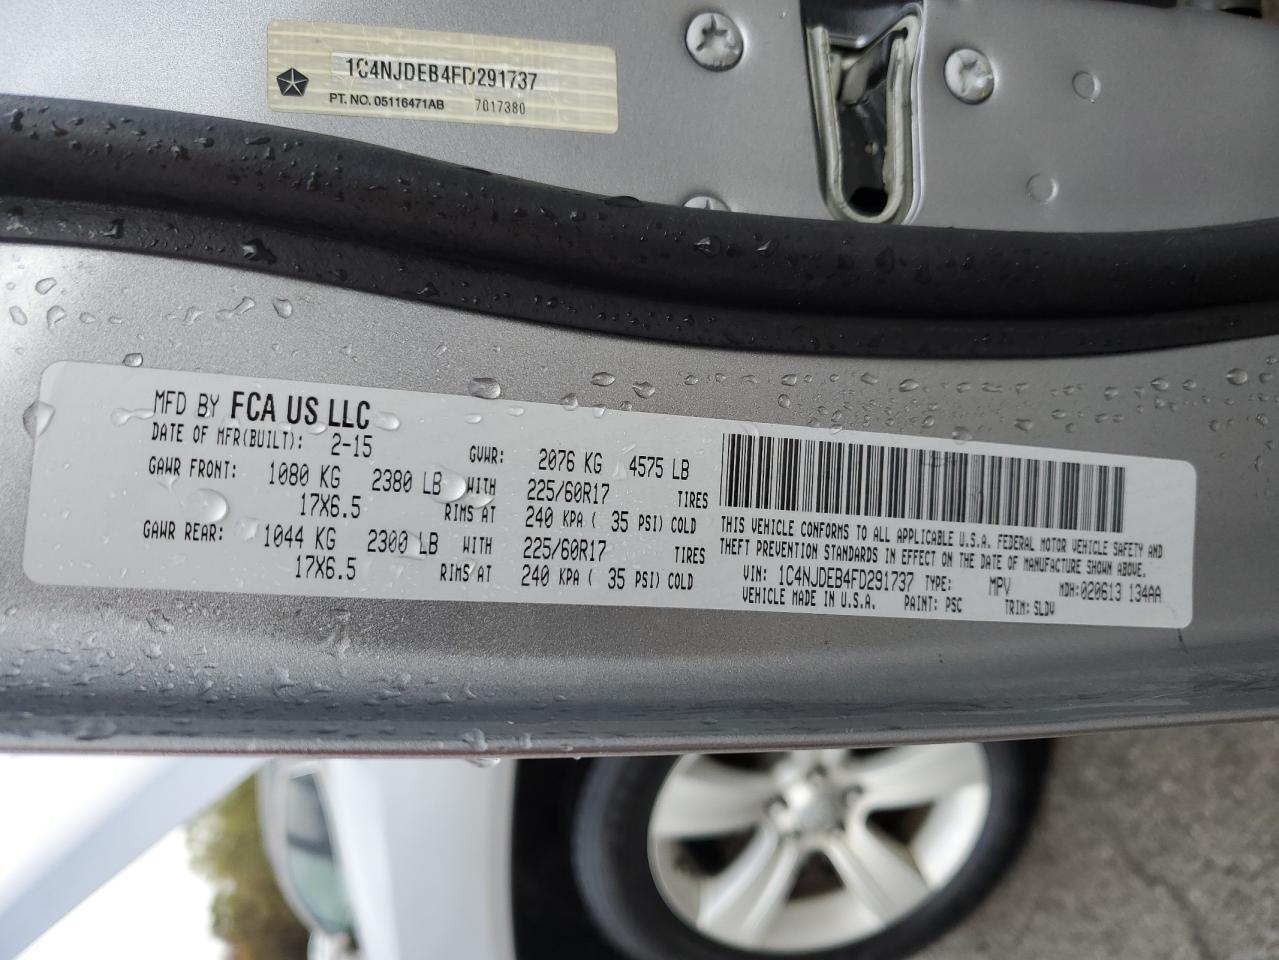 1C4NJDEB4FD291737
PT. NO. 05116471AB 7017380
MFD BY FCA US LLC
DATE OF MFR(BUILT): 2-15 GVWR: 2076 KG 4575 LB
GAWR FRONT: 1080 KG 2380 LB WITH 225/60R17 TIRES
17X6.5 RIMS AT 240 KPA ( 35 PSI) COLD
GAWR REAR: 1044 KG 2300 LB WITH 225/60R17 TIRES
17X6.5 RIMS AT 240 KPA ( 35 PSI) COLD
THIS VEHICLE CONFORMS TO ALL APPLICABLE U.S.A. FEDERAL MOTOR VEHICLE SAFETY AND
THEFT PREVENTION STANDARDS IN EFFECT ON THE DATE OF MANUFACTURE SHOWN ABOVE.
VIN: 1C4NJDEB4FD291737 TYPE: MPV MDH:020613 134AA
VEHICLE MADE IN U.S.A. PAINT: PSC TRIM: SLDV